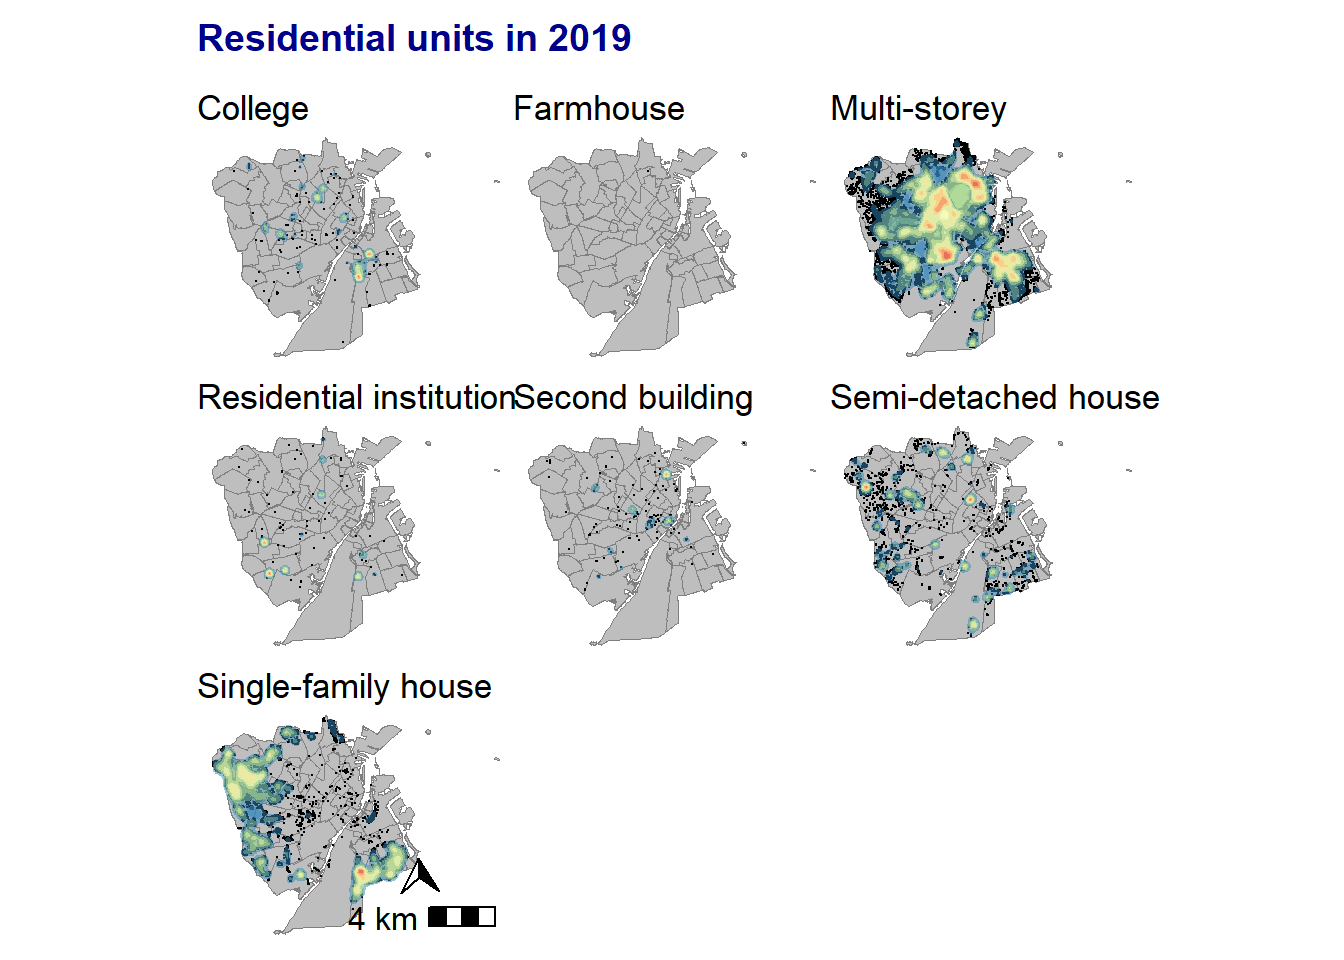 Residential units in 2019
College
Farmhouse
Multi-storey
Residential institution
Second building
Semi-detached house
Single-family house
4 km